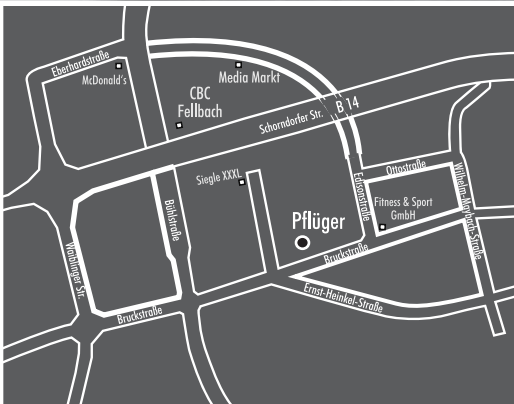 Eberhardstraße
McDonald's
Media Markt
CBC
Fellbach
B 14
Schorndorfer Str.
Siegle XXXL
Ottostraße
Edisonstraße
Wilhelm-Maybach-Straße
Fitness & Sport
GmbH
Bühlstraße
Pflüger
Waiblinger Str.
Bruckstraße
Ernst-Heinkel-Straße
Bruckstraße